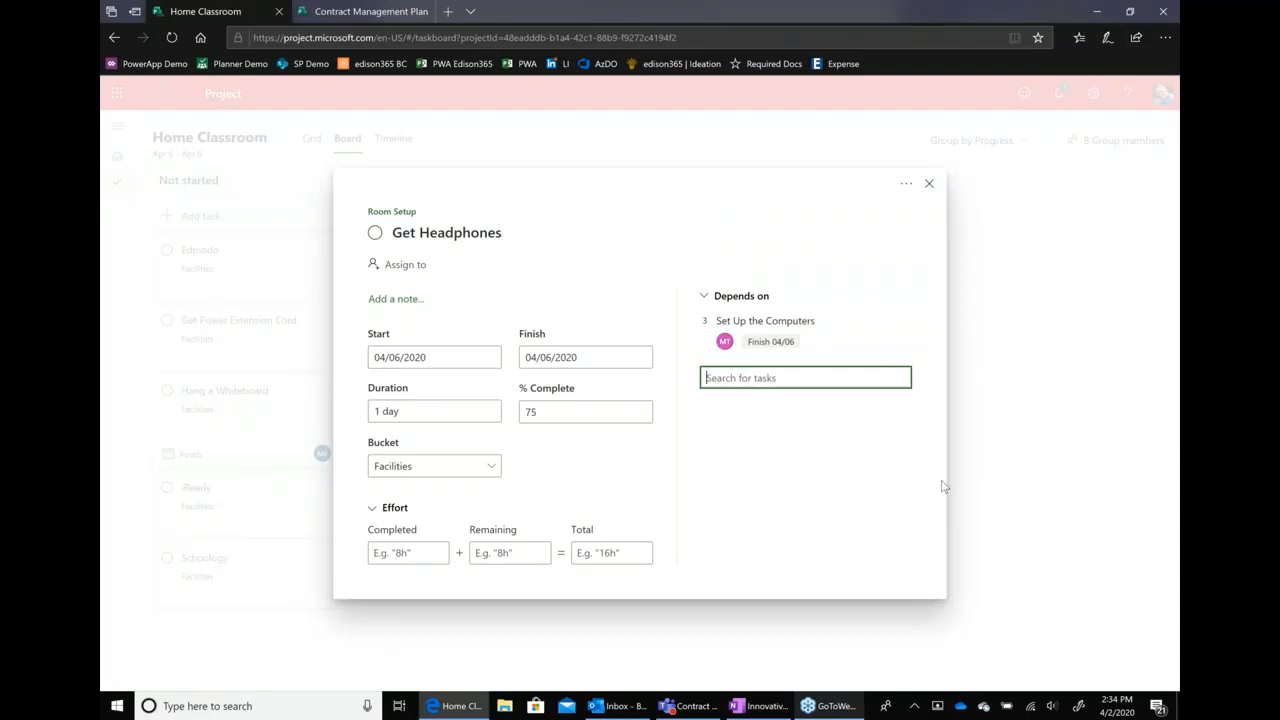 Home Classroom
Contract Management Plan
https://project.microsoft.com/en-US/#/taskboard?projectId=48eadddb-b1a4-42c1-88b9-f9272c4194f2
PowerApp Demo
Planner Demo
SP Demo
edison365 BC
PWA Edison365
PWA
LI
AzDO
edison365 | Ideation
Required Docs
Expense
Project
Home Classroom
Grid
Board
Timeline
Group by Progress
8 Group members
Apr 6 - Apr 6
Not started
Add task
Edmodo
Facilities
Get Power Extension Cord
Facilities
Hang a Whiteboard
Facilities
Finish
iReady
Facilities
Schoology
Facilities
Room Setup
Get Headphones
Assign to
Add a note...
Start
Finish
04/06/2020
04/06/2020
Duration
% Complete
1 day
75
Bucket
Facilities
Effort
Completed
Remaining
Total
E.g. "8h"
+
E.g. "8h"
=
E.g. "16h"
Depends on
3 Set Up the Computers
MT
Finish 04/06
Search for tasks
Type here to search
Home Cl...
Inbox - B...
Contract ...
Innovativ...
GoToWe...
2:34 PM
4/2/2020
21